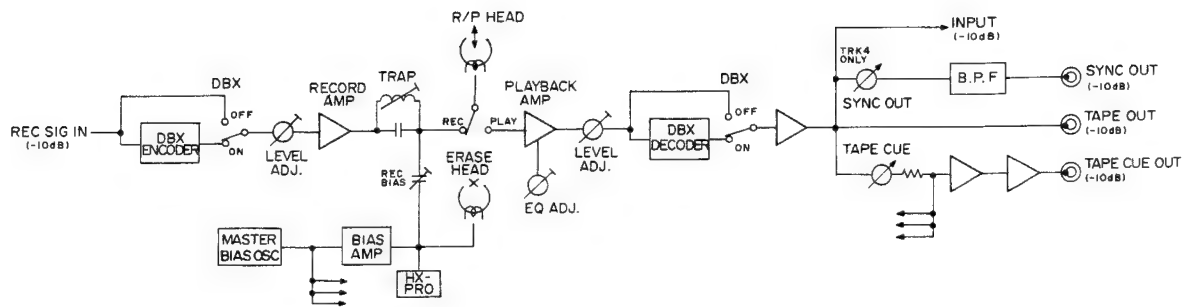 R/P HEAD
INPUT
(-10dB)
TRK4
ONLY
DBX
RECORD
AMP
TRAP
PLAYBACK
AMP
DBX
SYNC OUT
B.P.F
SYNC OUT
(-10dB)
OFF
OFF
REC SIG IN
(-10dB)
DBX
ENCODER
ON
LEVEL
ADJ.
REC
PLAY
LEVEL
ADJ.
DBX
DECODER
ON
TAPE OUT
(-10dB)
REC
BIAS
ERASE
HEAD
EQ ADJ.
TAPE CUE
TAPE CUE OUT
(-10dB)
MASTER
BIAS OSC
BIAS
AMP
HX-
PRO